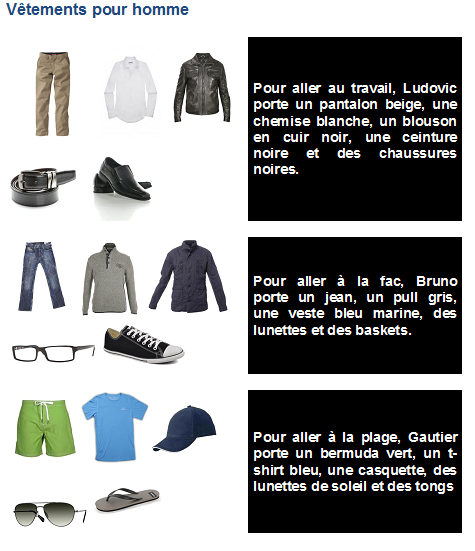 Vêtements pour homme
Pour aller au travail, Ludovic
porte un pantalon beige, une
chemise blanche, un blouson
en cuir noir, une ceinture
noire et des chaussures
noires.
Pour aller à la fac, Bruno
porte un jean, un pull gris,
une veste bleu marine, des
lunettes et des baskets.
Pour aller à la plage, Gautier
porte un bermuda vert, un t-
shirt bleu, une casquette, des
lunettes de soleil et des tongs